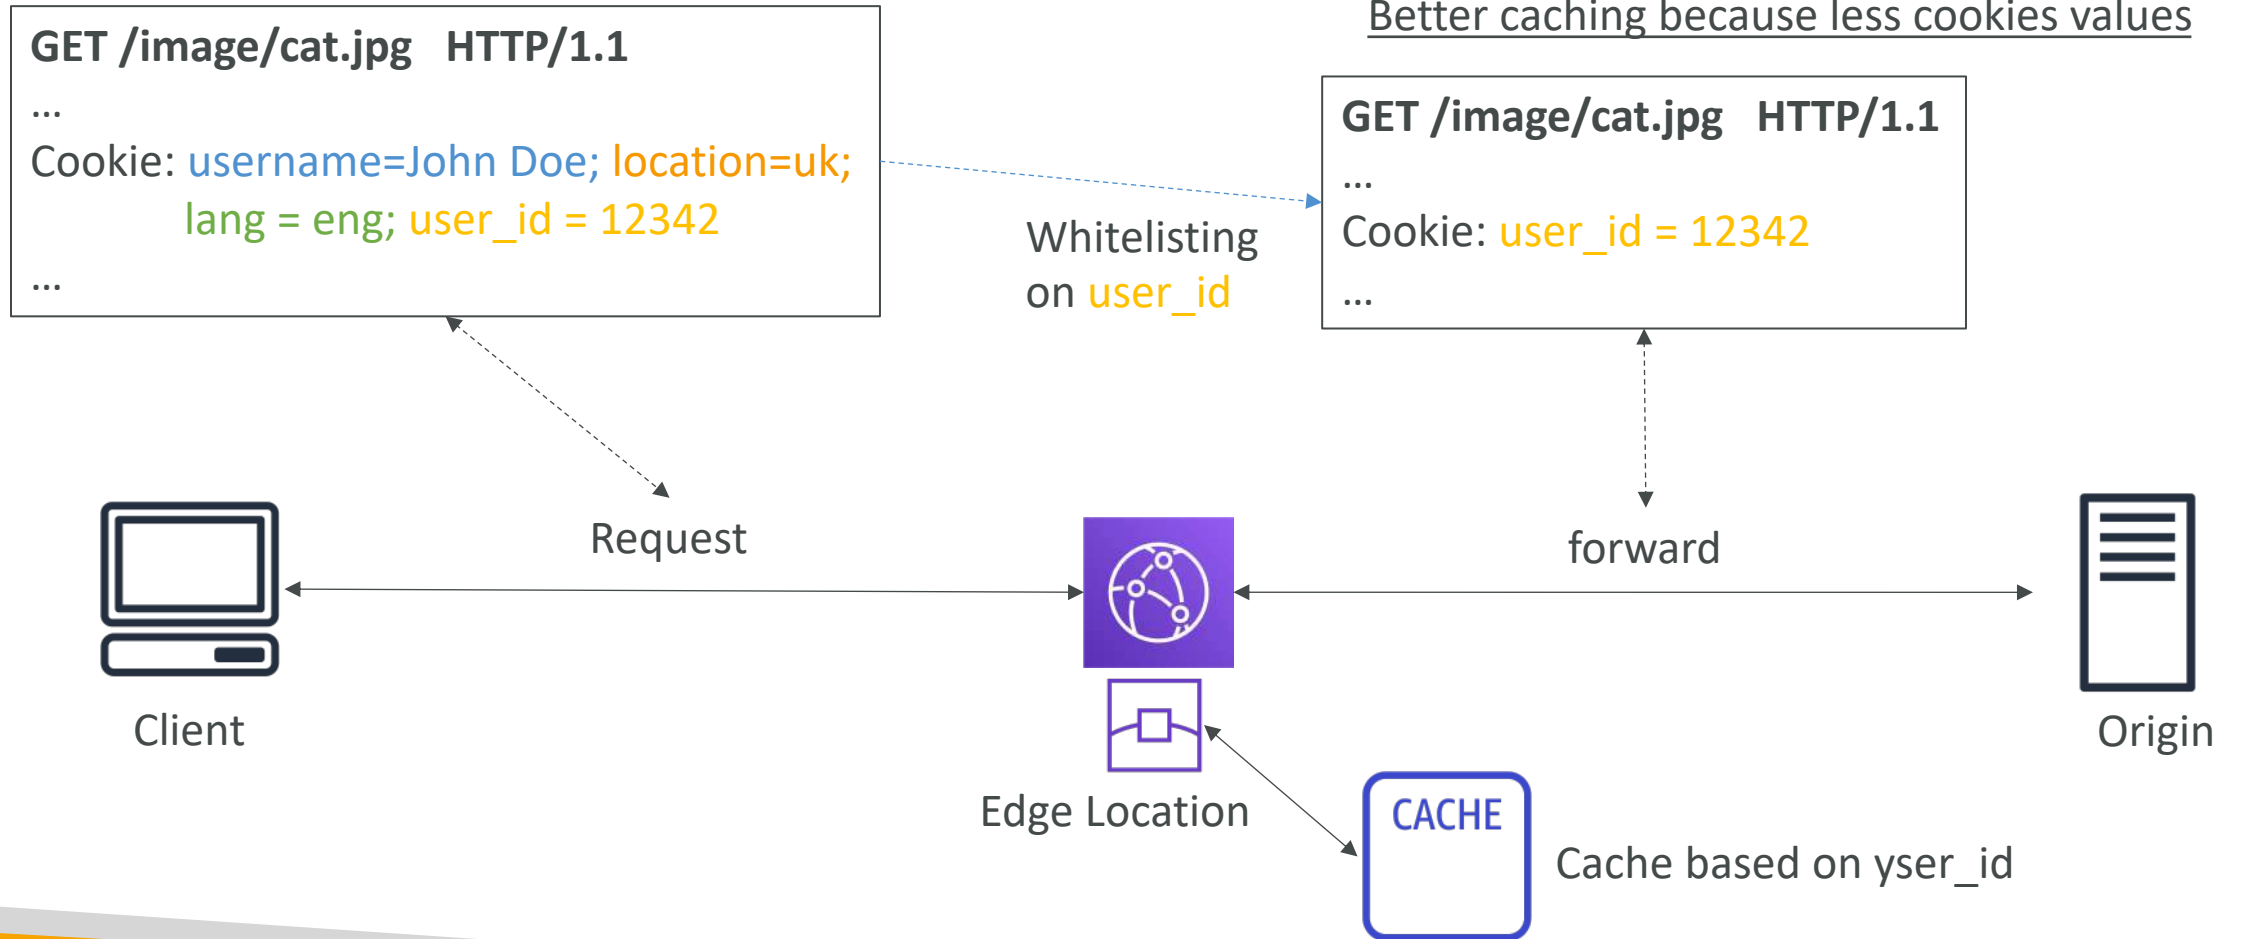 Better caching because less cookies values
GET /image/cat.jpg HTTP/1.1
...
Cookie: username=John Doe; location=uk;
lang = eng; user_id = 12342
...
Whitelisting
on user_id
GET /image/cat.jpg HTTP/1.1
...
Cookie: user_id = 12342
...
Request
forward
Client
Origin
Edge Location
CACHE
Cache based on yser_id